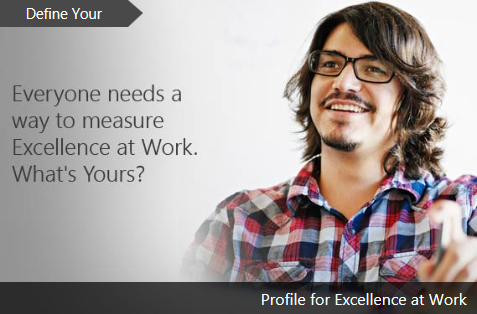 Define Your
Everyone needs a
way to measure
Excellence at Work.
What's Yours?
Profile for Excellence at Work